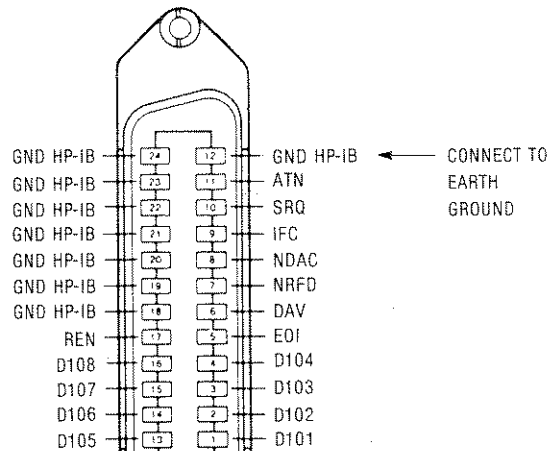 GND HP-IB 24 12 GND HP-IB CONNECT TO
GND HP-IB 23 11 ATN EARTH
GND HP-IB 22 10 SRQ GROUND
GND HP-IB 21 9 IFC
GND HP-IB 20 8 NDAC
GND HP-IB 19 7 NRFD
GND HP-IB 18 6 DAV
REN 17 5 EOI
D108 16 4 D104
D107 15 3 D103
D106 14 2 D102
D105 13 1 D101